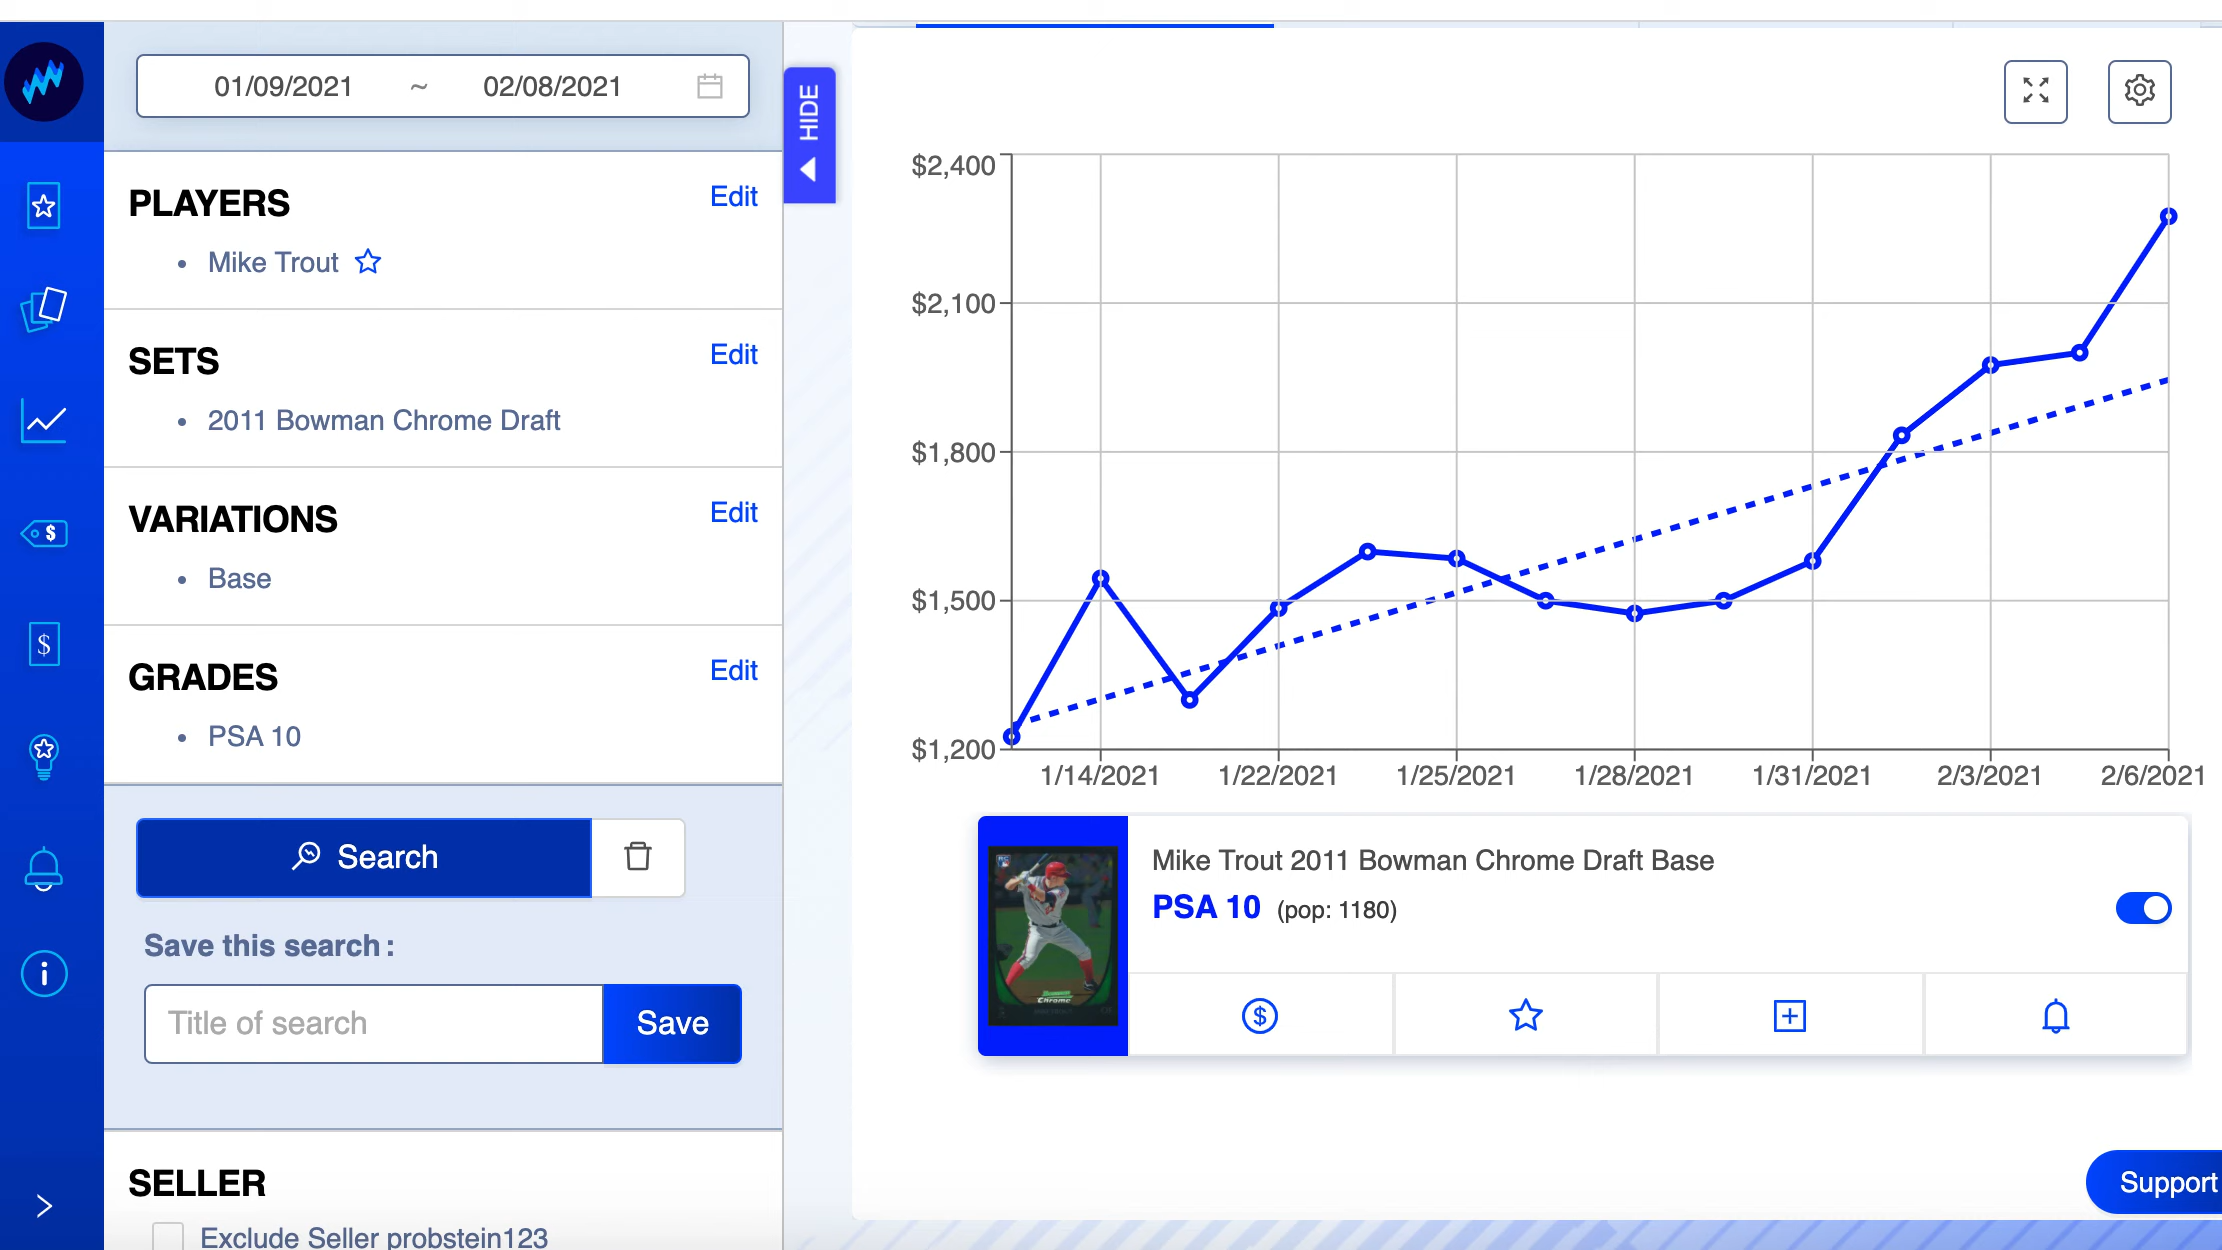 01/09/2021 ~ 02/08/2021
HIDE
PLAYERS
Edit
• Mike Trout
SETS
Edit
• 2011 Bowman Chrome Draft
VARIATIONS
Edit
• Base
GRADES
Edit
• PSA 10
Search
Save this search :
Title of search
Save
SELLER
Exclude Seller probstein123
$2,400
$2,100
$1,800
$1,500
$1,200
1/14/2021 1/22/2021 1/25/2021 1/28/2021 1/31/2021 2/3/2021 2/6/2021
Mike Trout 2011 Bowman Chrome Draft Base
PSA 10 (pop: 1180)
RC
Bowman
Chrome
Support